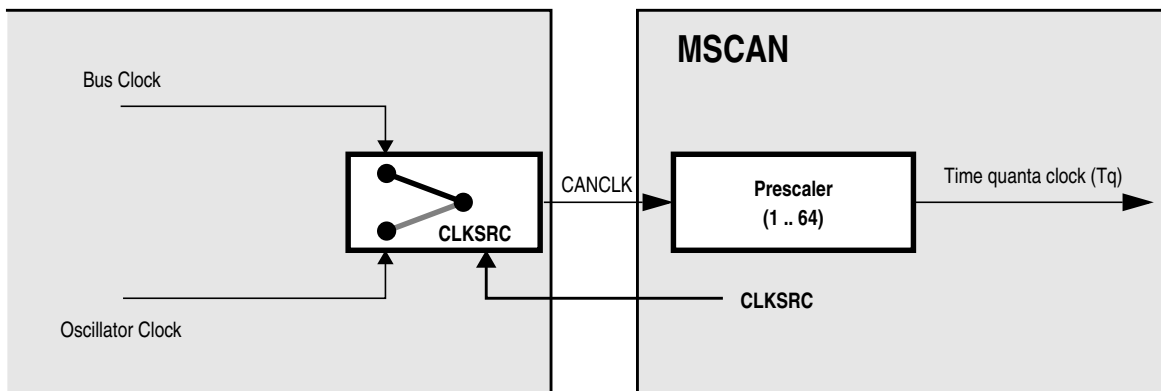 MSCAN
Bus Clock
CANCLK
Prescaler
(1 .. 64)
Time quanta clock (Tq)
CLKSRC
CLKSRC
Oscillator Clock